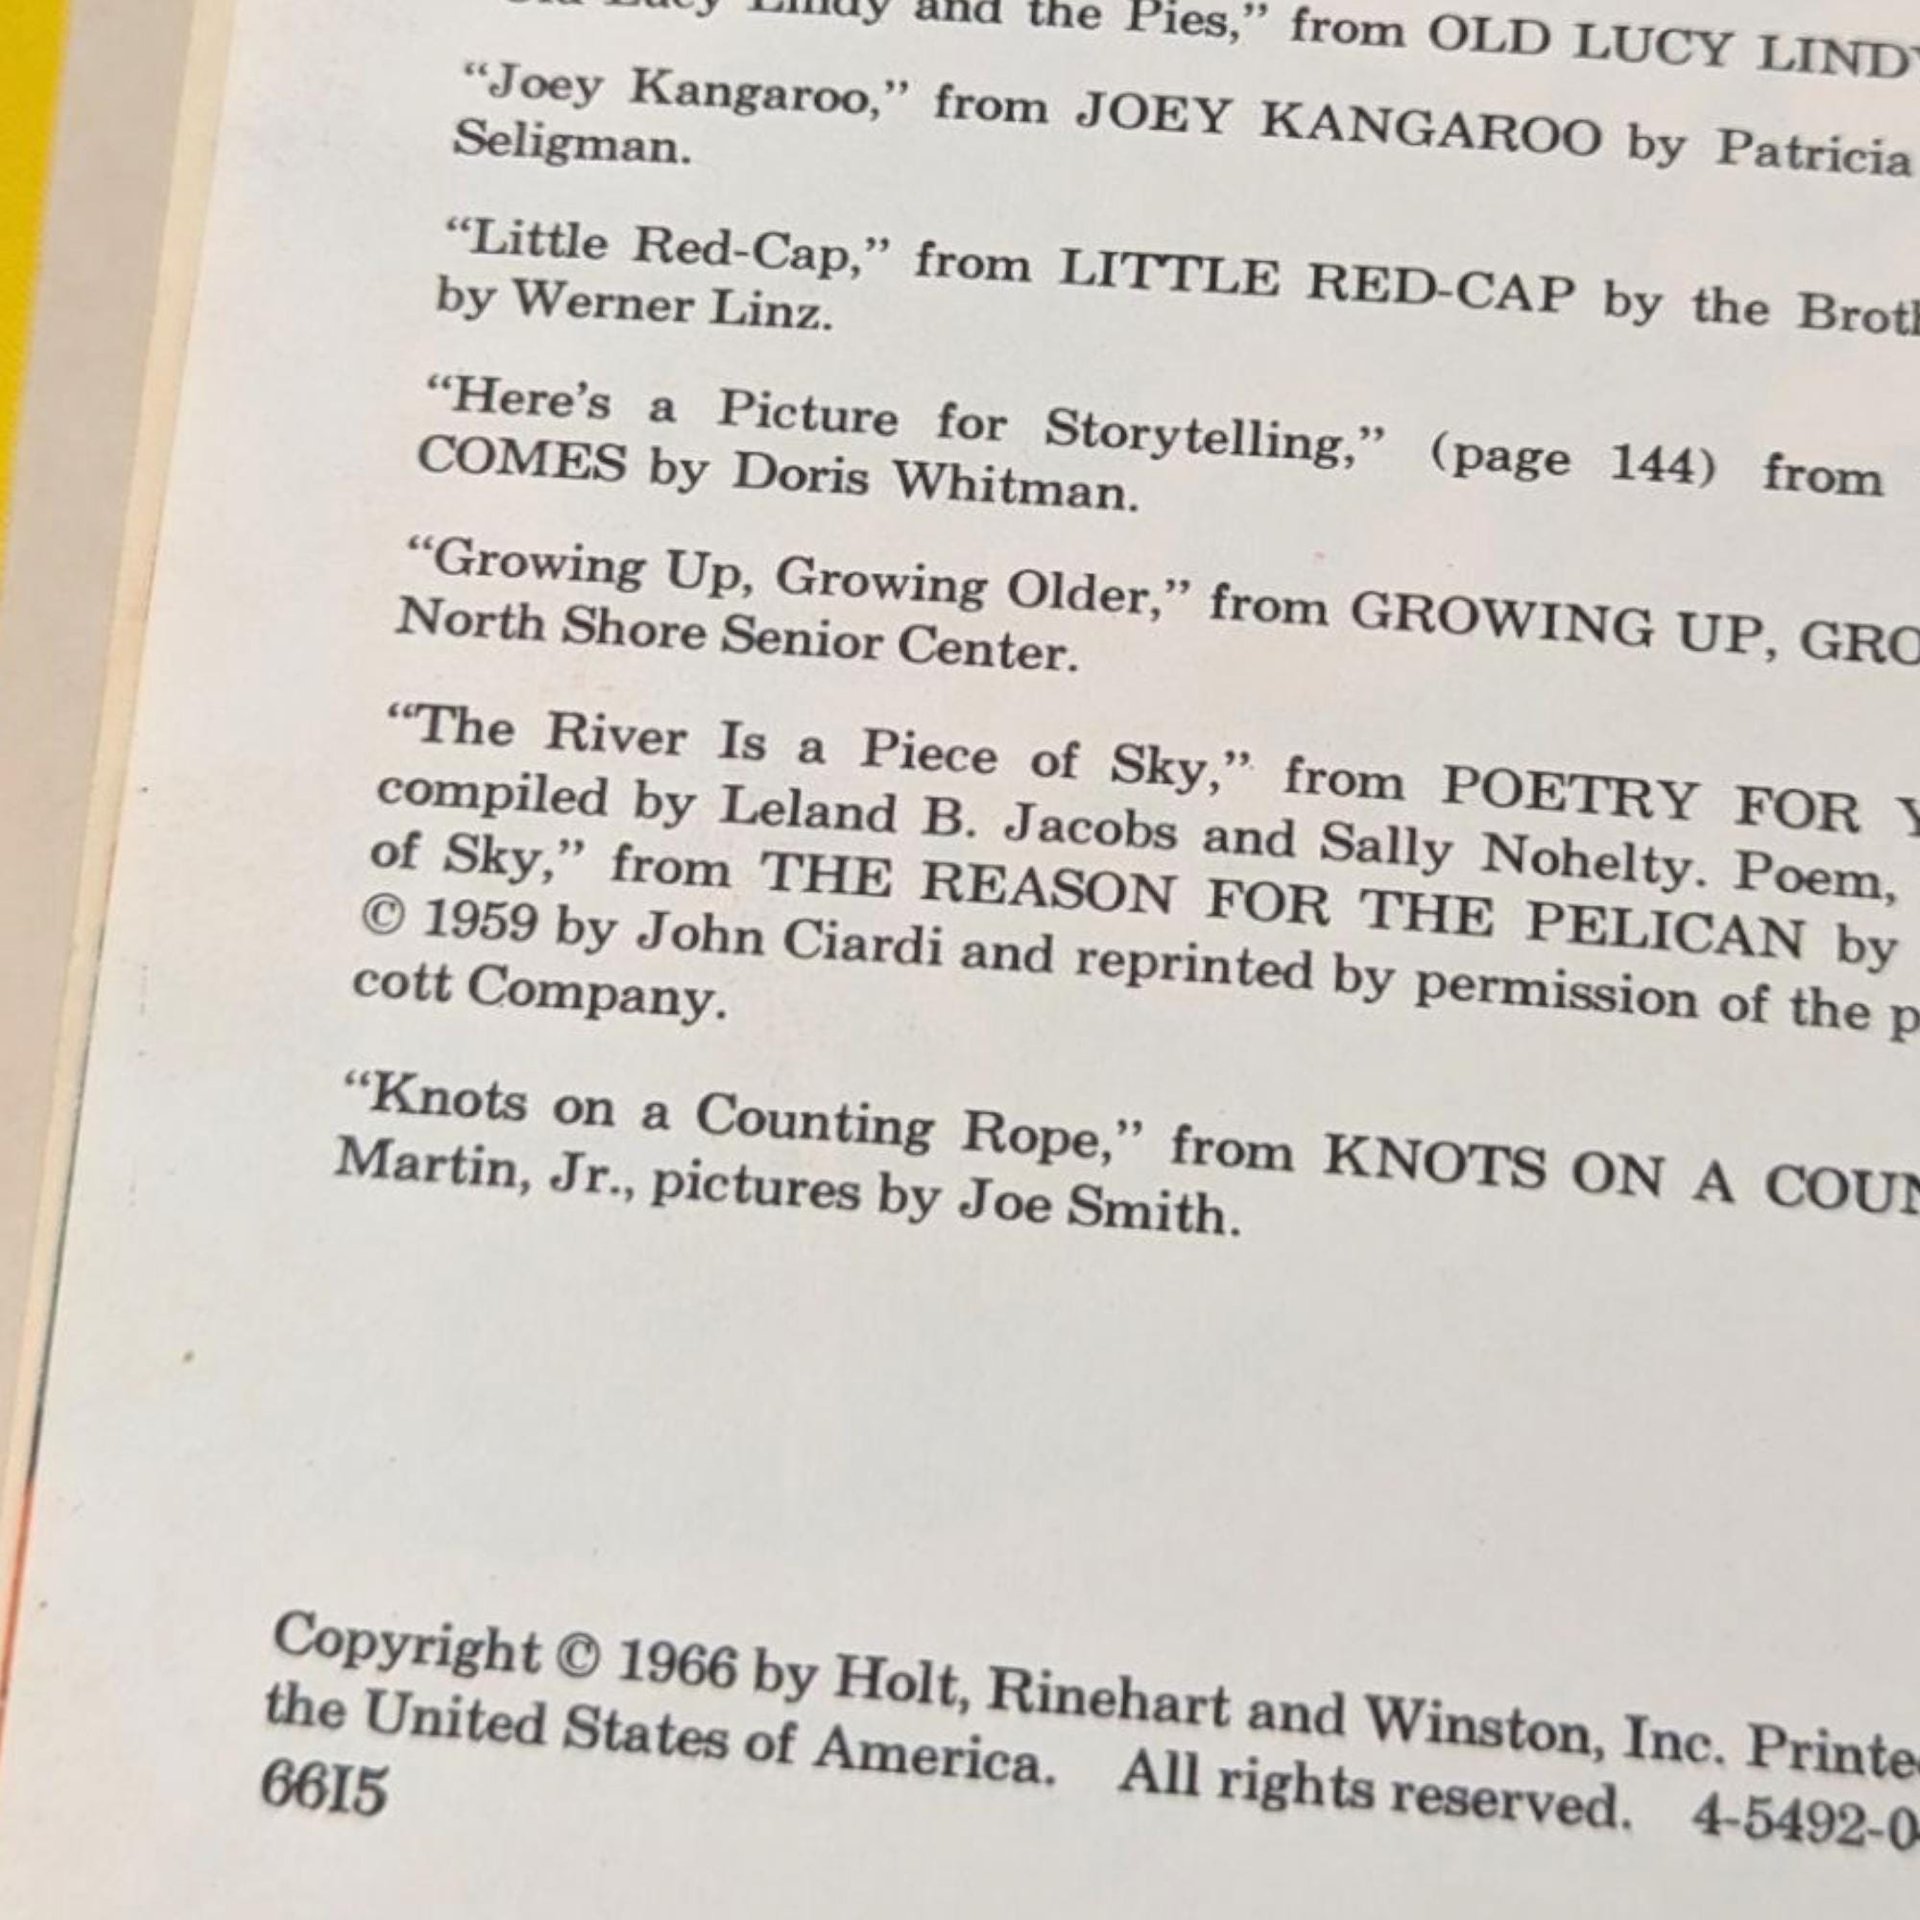 Lucy Lindy and the Pies,” from OLD LUCY LINDY
“Joey Kangaroo,” from JOEY KANGAROO by Patricia
Seligman.
“Little Red-Cap,” from LITTLE RED-CAP by the
by Werner Linz.
“Here’s a Picture for Storytelling,” (page 144) from
COMES by Doris Whitman.
“Growing Up, Growing Older,” from GROWING UP,
North Shore Senior Center.
“The River Is a Piece of Sky,” from POETRY FOR
compiled by Leland B. Jacobs and Sally Nohelty. Poem,
of Sky,” from THE REASON FOR THE PELICAN by
© 1959 by John Ciardi and reprinted by permission of the
cott Company.
“Knots on a Counting Rope,” from KNOTS ON A
Martin, Jr., pictures by Joe Smith.
Copyright © 1966 by Holt, Rinehart and Winston, Inc.
the United States of America. All rights reserved. 4-5492-0
66I5